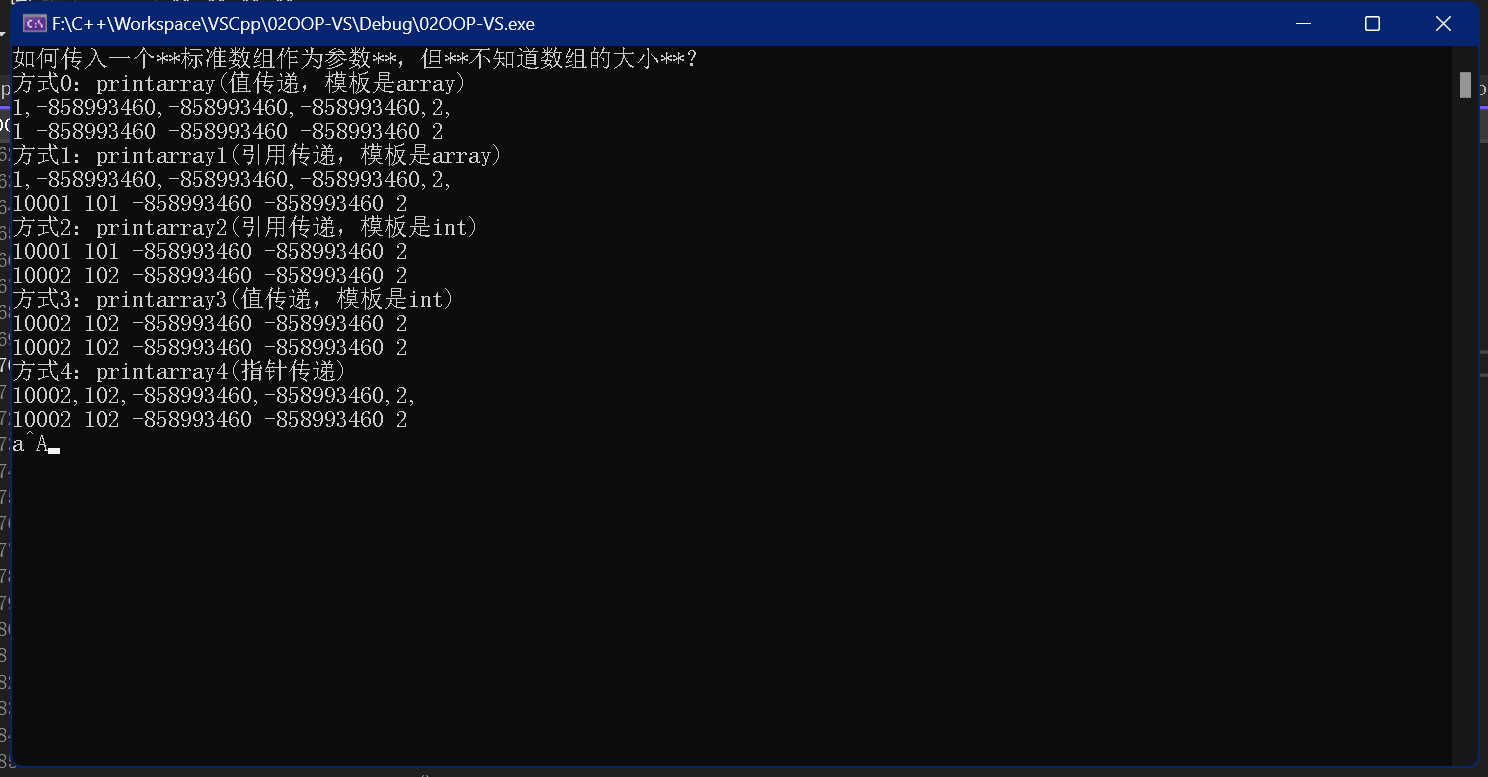 F:\C++\Workspace\VSCpp\02OOP-VS\Debug\02OOP-VS.exe
如何传入一个**标准数组作为参数**，但**不知道数组的大小**？
方式0：printarray(值传递，模板是array)
1,-858993460,-858993460,-858993460,2,
1 -858993460 -858993460 -858993460 2
方式1：printarray1(引用传递，模板是array)
1,-858993460,-858993460,-858993460,2,
10001 101 -858993460 -858993460 2
方式2：printarray2(引用传递，模板是int)
10001 101 -858993460 -858993460 2
10002 102 -858993460 -858993460 2
方式3：printarray3(值传递，模板是int)
10002 102 -858993460 -858993460 2
10002 102 -858993460 -858993460 2
方式4：printarray4(指针传递)
10002,102,-858993460,-858993460,2,
10002 102 -858993460 -858993460 2
a^A